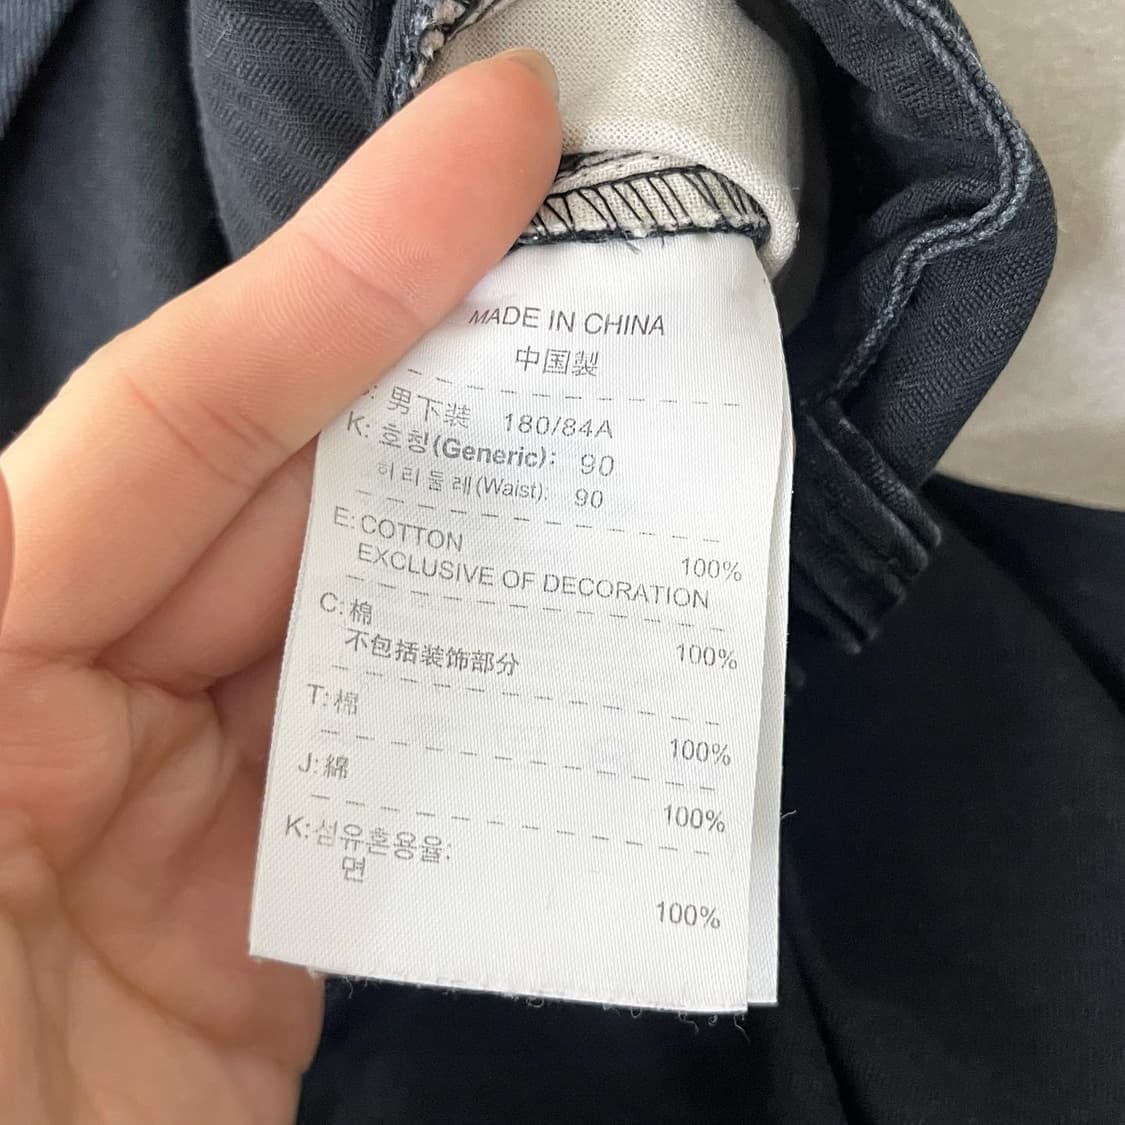 MADE IN CHINA
中国製
: 男下装 180/84A
K: 호칭(Generic): 90
허리둘레(Waist): 90
E: COTTON 100%
EXCLUSIVE OF DECORATION
C: 棉 100%
不包括装饰部分
T: 棉 100%
J: 綿 100%
K: 섬유혼용율:
면 100%